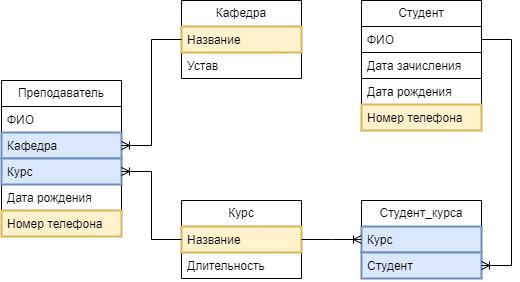 Кафедра
Название
Устав
Студент
ФИО
Дата зачисления
Дата рождения
Номер телефона
Преподаватель
ФИО
Кафедра
Курс
Дата рождения
Номер телефона
Курс
Название
Длительность
Студент_курса
Курс
Студент